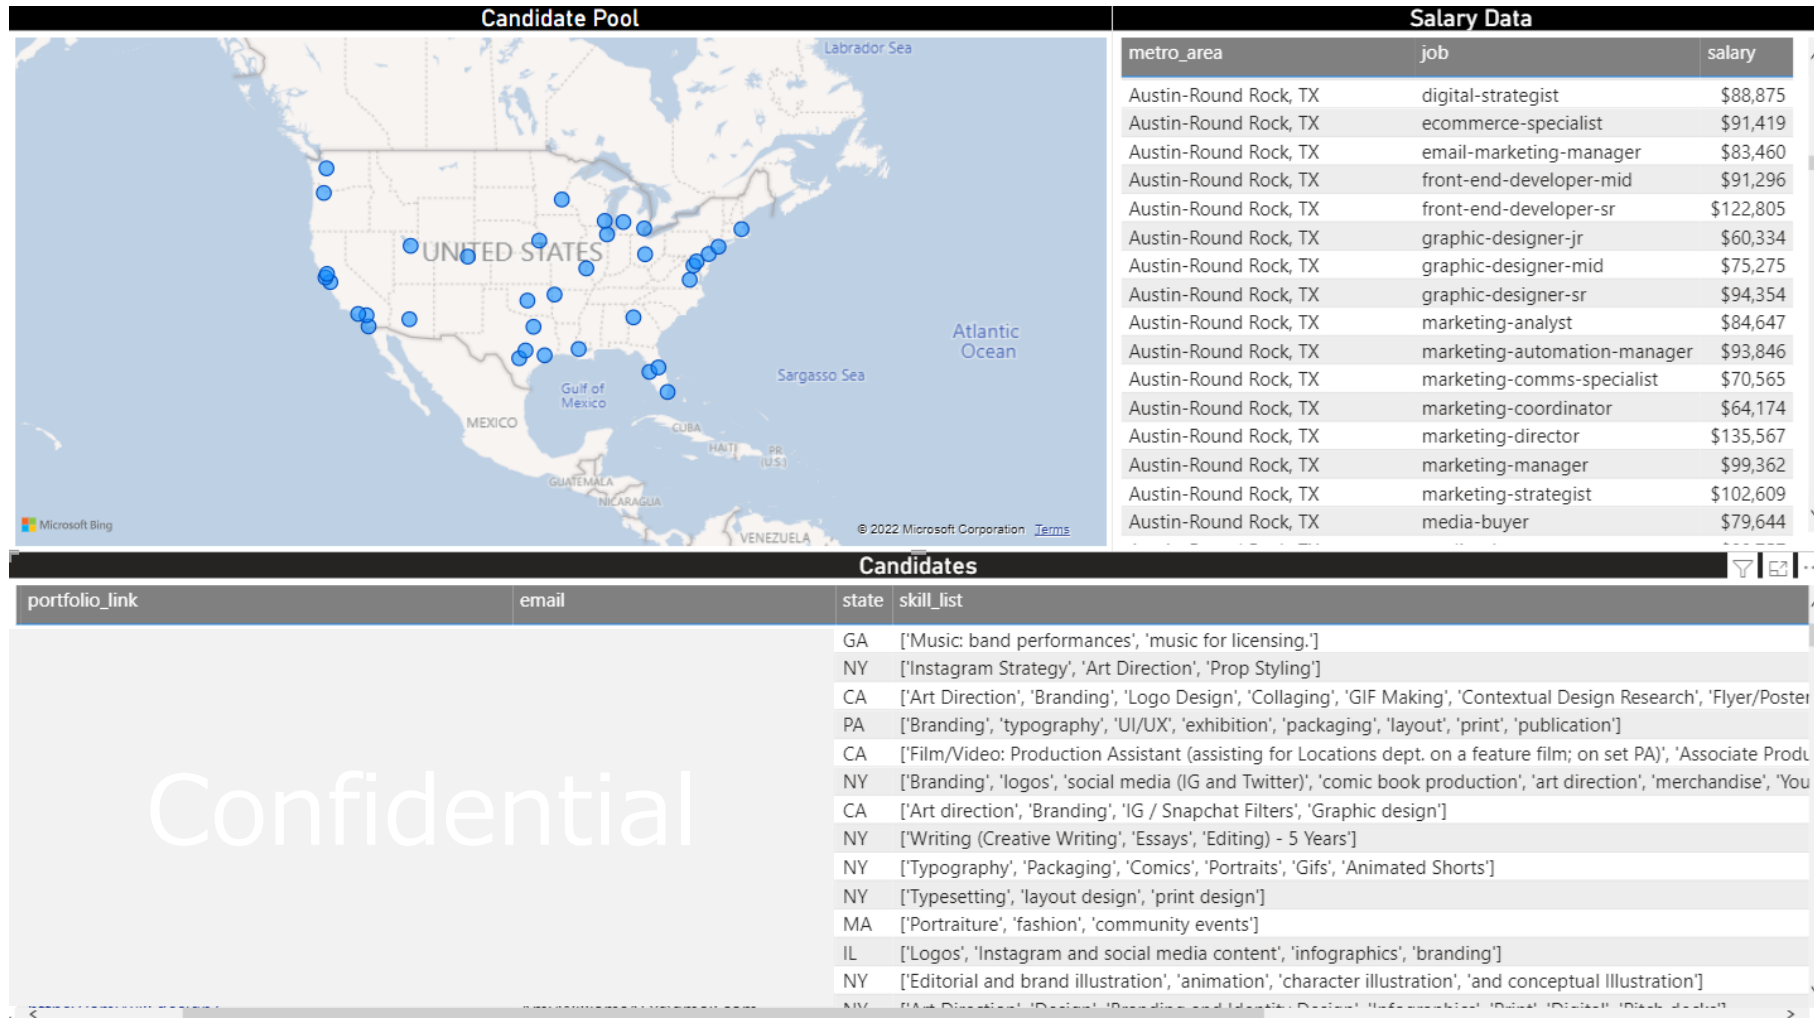 Candidate Pool
Salary Data
Labrador Sea
UNITED STATES
Atlantic
Ocean
Sargasso Sea
Gulf of
Mexico
MEXICO
CUBA
HAITI
PR
(U.S.)
GUATEMALA
NICARAGUA
VENEZUELA
Microsoft Bing
© 2022 Microsoft Corporation Terms
metro_area job salary
Austin-Round Rock, TX digital-strategist $88,875
Austin-Round Rock, TX ecommerce-specialist $91,419
Austin-Round Rock, TX email-marketing-manager $83,460
Austin-Round Rock, TX front-end-developer-mid $91,296
Austin-Round Rock, TX front-end-developer-sr $122,805
Austin-Round Rock, TX graphic-designer-jr $60,334
Austin-Round Rock, TX graphic-designer-mid $75,275
Austin-Round Rock, TX graphic-designer-sr $94,354
Austin-Round Rock, TX marketing-analyst $84,647
Austin-Round Rock, TX marketing-automation-manager $93,846
Austin-Round Rock, TX marketing-comms-specialist $70,565
Austin-Round Rock, TX marketing-coordinator $64,174
Austin-Round Rock, TX marketing-director $135,567
Austin-Round Rock, TX marketing-manager $99,362
Austin-Round Rock, TX marketing-strategist $102,609
Austin-Round Rock, TX media-buyer $79,644
Candidates
portfolio_link email state skill_list
GA ['Music: band performances', 'music for licensing.']
NY ['Instagram Strategy', 'Art Direction', 'Prop Styling']
CA ['Art Direction', 'Branding', 'Logo Design', 'Collaging', 'GIF Making', 'Contextual Design Research', 'Flyer/Poster
PA ['Branding', 'typography', 'UI/UX', 'exhibition', 'packaging', 'layout', 'print', 'publication']
CA ['Film/Video: Production Assistant (assisting for Locations dept. on a feature film; on set PA)', 'Associate Produ
NY ['Branding', 'logos', 'social media (IG and Twitter)', 'comic book production', 'art direction', 'merchandise', 'You
CA ['Art direction', 'Branding', 'IG / Snapchat Filters', 'Graphic design']
NY ['Writing (Creative Writing', 'Essays', 'Editing) - 5 Years']
NY ['Typography', 'Packaging', 'Comics', 'Portraits', 'Gifs', 'Animated Shorts']
NY ['Typesetting', 'layout design', 'print design']
MA ['Portraiture', 'fashion', 'community events']
IL ['Logos', 'Instagram and social media content', 'infographics', 'branding']
NY ['Editorial and brand illustration', 'animation', 'character illustration', 'and conceptual Illustration']
NY ['Art Direction', 'Design', 'Branding and Identity Design', 'Infographics', 'Print', 'Digital', 'Pitch decks']
Confidential